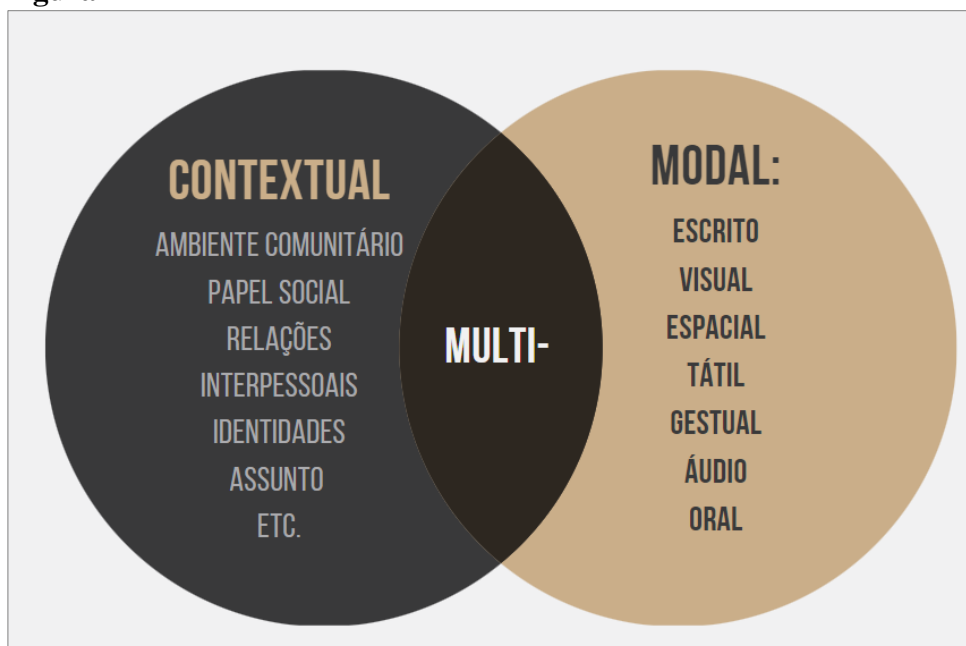 CONTEXTUAL
AMBIENTE COMUNITÁRIO
PAPEL SOCIAL
RELAÇÕES
INTERPESSOAIS
IDENTIDADES
ASSUNTO
ETC.
MULTI-
MODAL:
ESCRITO
VISUAL
ESPACIAL
TÁTIL
GESTUAL
ÁUDIO
ORAL